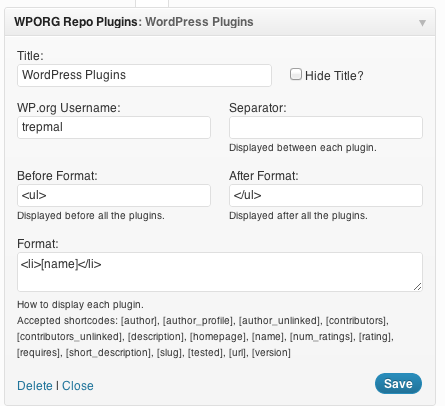 WPORG Repo Plugins: WordPress Plugins
Title:
WordPress Plugins
Hide Title?
WP.org Username:
Separator:
trepmal
Displayed between each plugin.
Before Format:
After Format:
<ul>
</ul>
Displayed before all the plugins.
Displayed after all the plugins.
Format:
<li>[name]</li>
How to display each plugin.
Accepted shortcodes: [author], [author_profile], [author_unlinked], [contributors],
[contributors_unlinked], [description], [homepage], [name], [num_ratings], [rating],
[requires], [short_description], [slug], [tested], [url], [version]
Delete | Close
Save